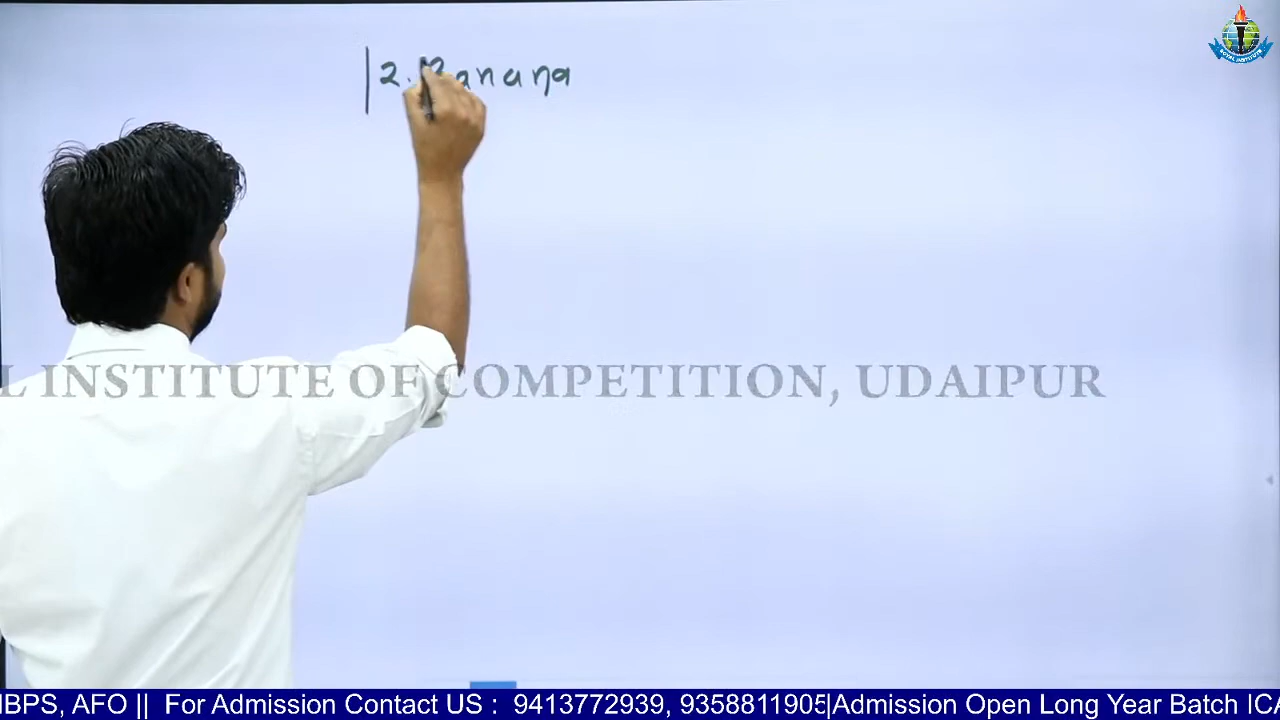 2. Banana
L INSTITUTE OF COMPETITION, UDAIPUR
IBPS, AFO || For Admission Contact US : 9413772939, 9358811905|Admission Open Long Year Batch ICA